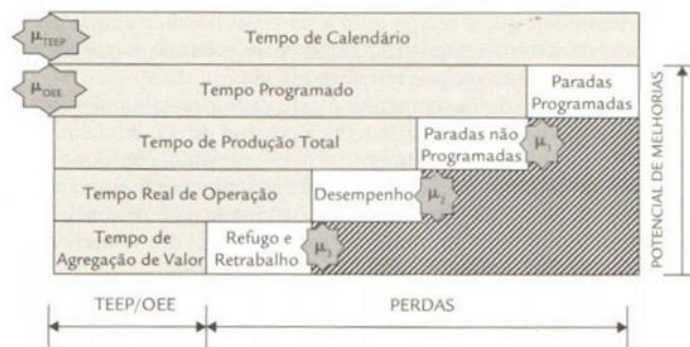 μTEEP
Tempo de Calendário
μOEE
Tempo Programado
Paradas
Programadas
Tempo de Produção Total
Paradas não
Programadas
μ1
Tempo Real de Operação
Desempenho
μ2
Tempo de
Agregação de Valor
Refugo e
Retrabalho
μ3
POTENCIAL DE MELHORIAS
TEEP/OEE
PERDAS